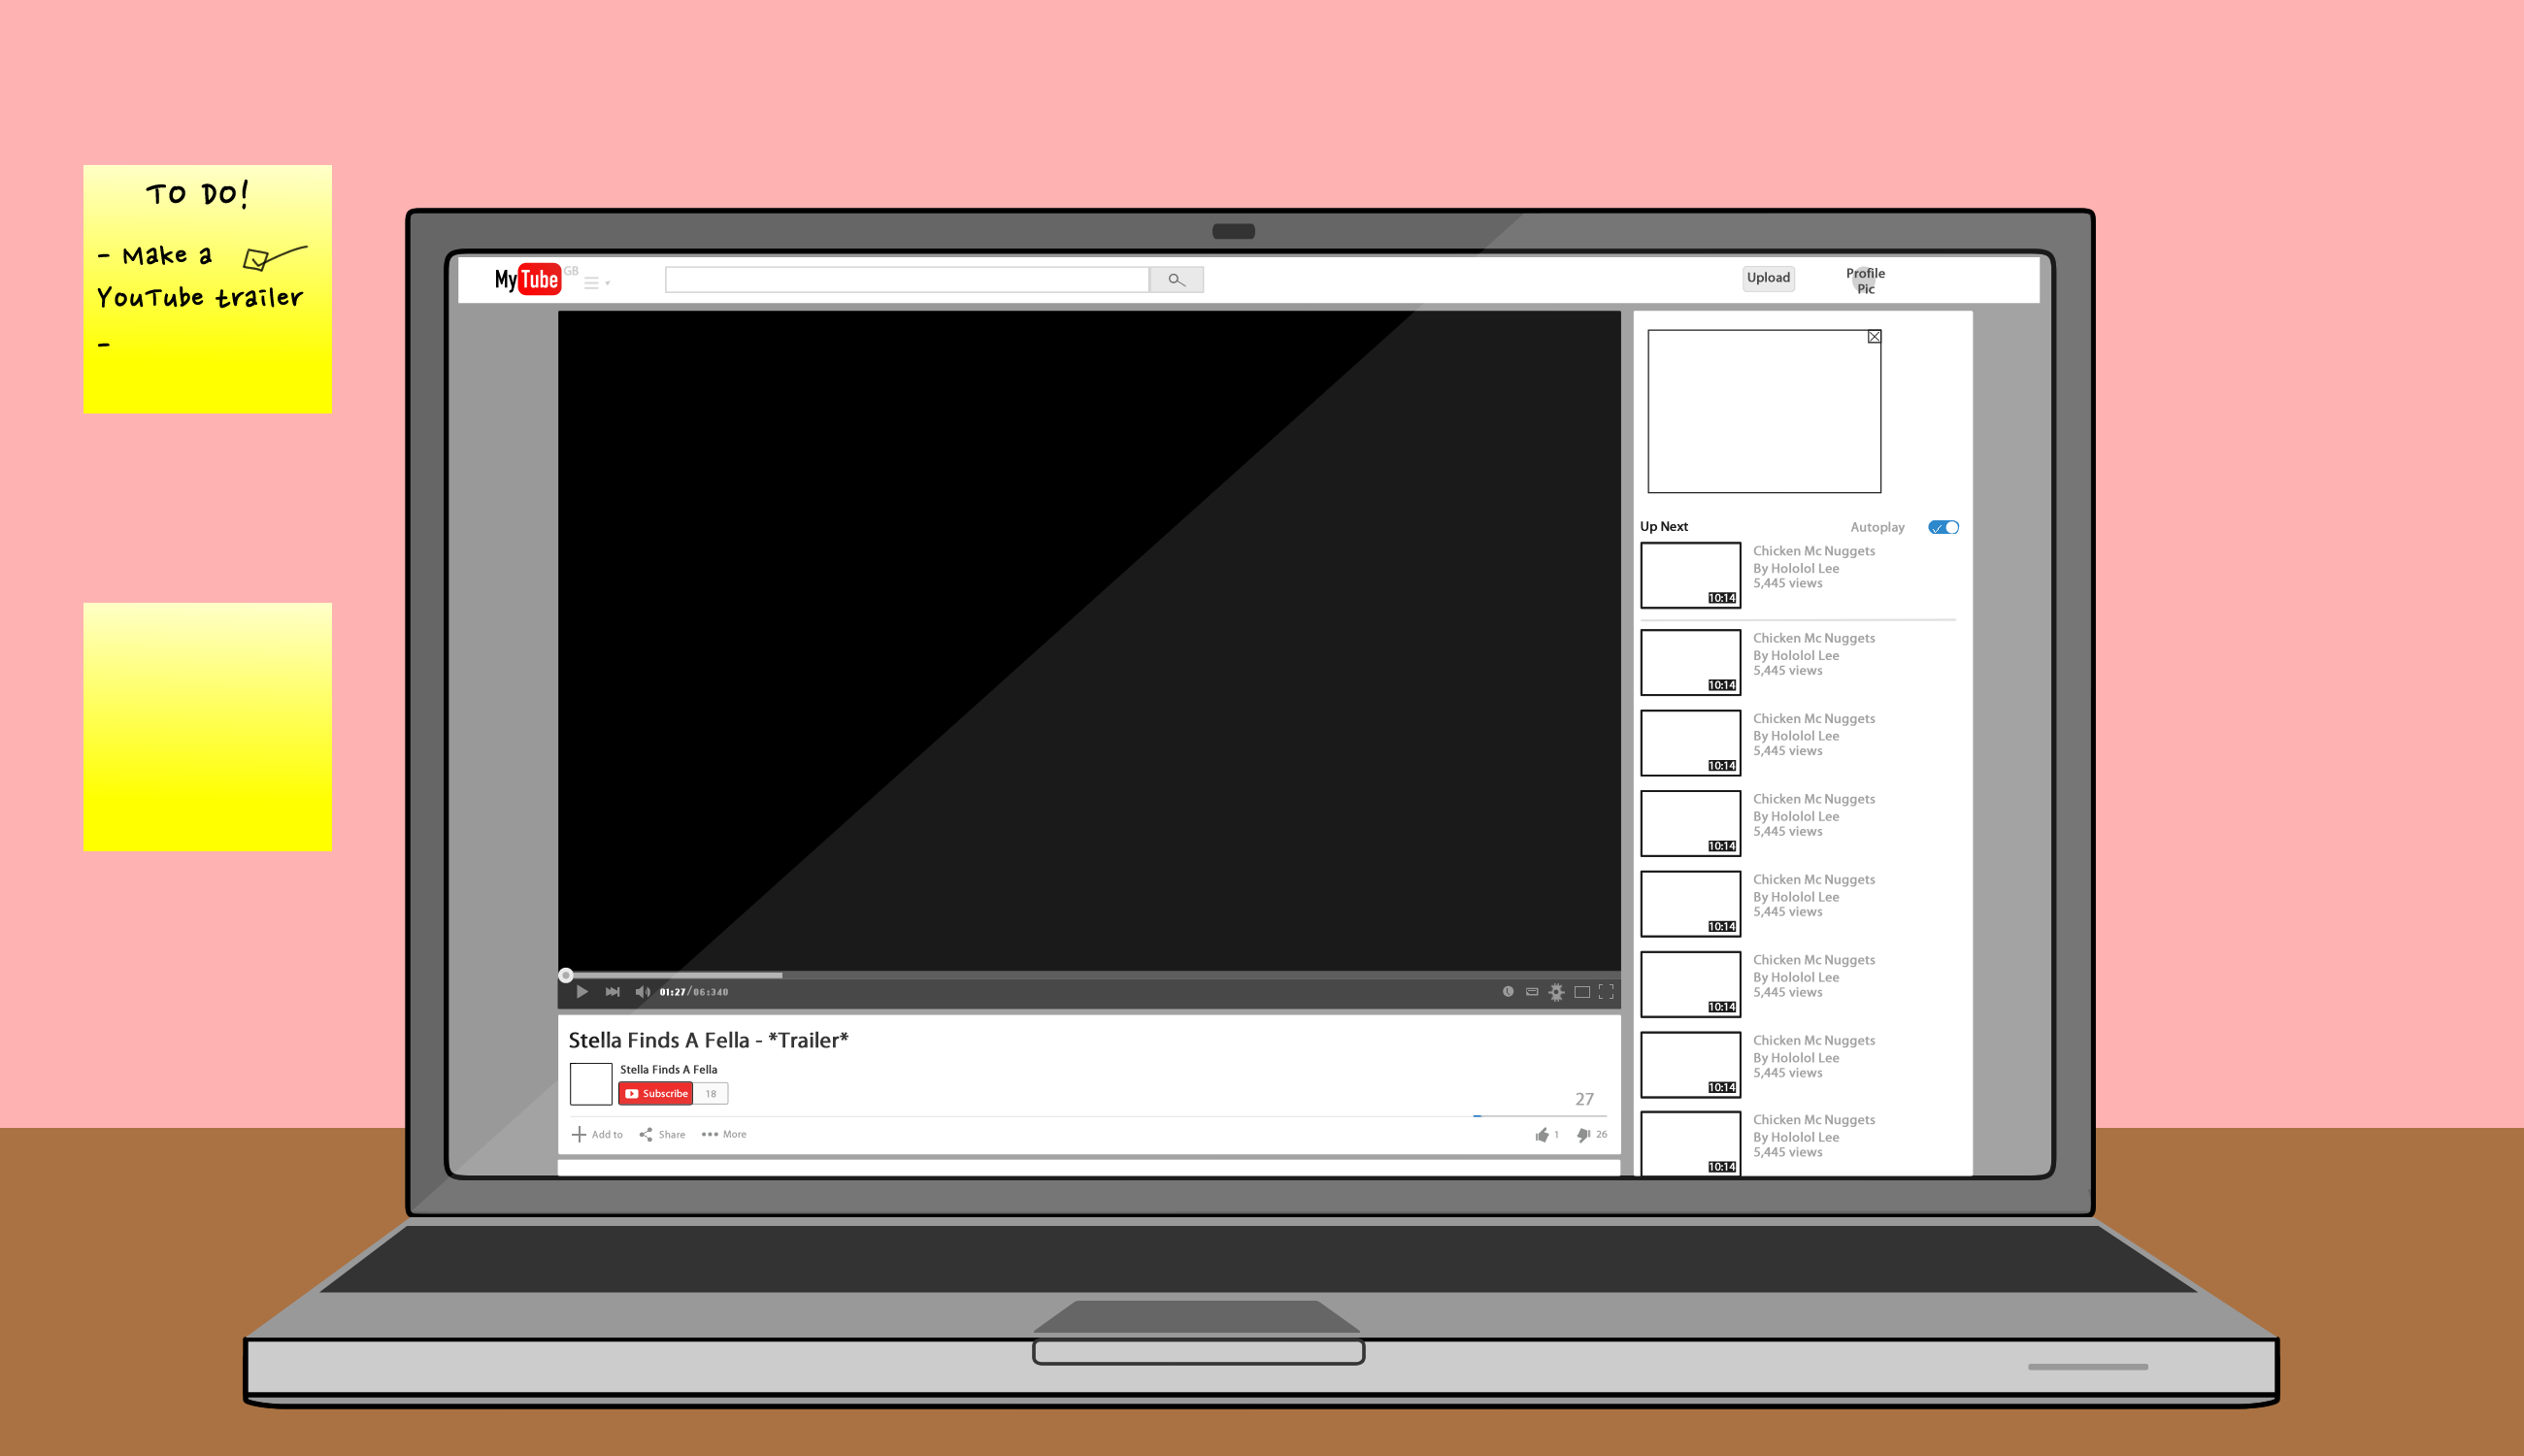 TO DO!
- Make a
YouTube trailer
-
MyTube GB
Upload
Profile
Pic
Up Next
Autoplay
Chicken Mc Nuggets
By Hololol Lee
5,445 views
10:14
Chicken Mc Nuggets
By Hololol Lee
5,445 views
10:14
Chicken Mc Nuggets
By Hololol Lee
5,445 views
10:14
Chicken Mc Nuggets
By Hololol Lee
5,445 views
10:14
Chicken Mc Nuggets
By Hololol Lee
5,445 views
10:14
Chicken Mc Nuggets
By Hololol Lee
5,445 views
10:14
Chicken Mc Nuggets
By Hololol Lee
5,445 views
10:14
Chicken Mc Nuggets
By Hololol Lee
5,445 views
10:14
01:27/06:340
Stella Finds A Fella - *Trailer*
Stella Finds A Fella
Subscribe 18
27
Add to Share More
1 26